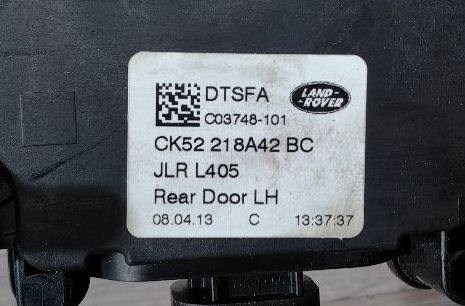 DTSFA
LAND-
ROVER
C03748-101
CK52 218A42 BC
JLR L405
Rear Door LH
08.04.13 C 13:37:37